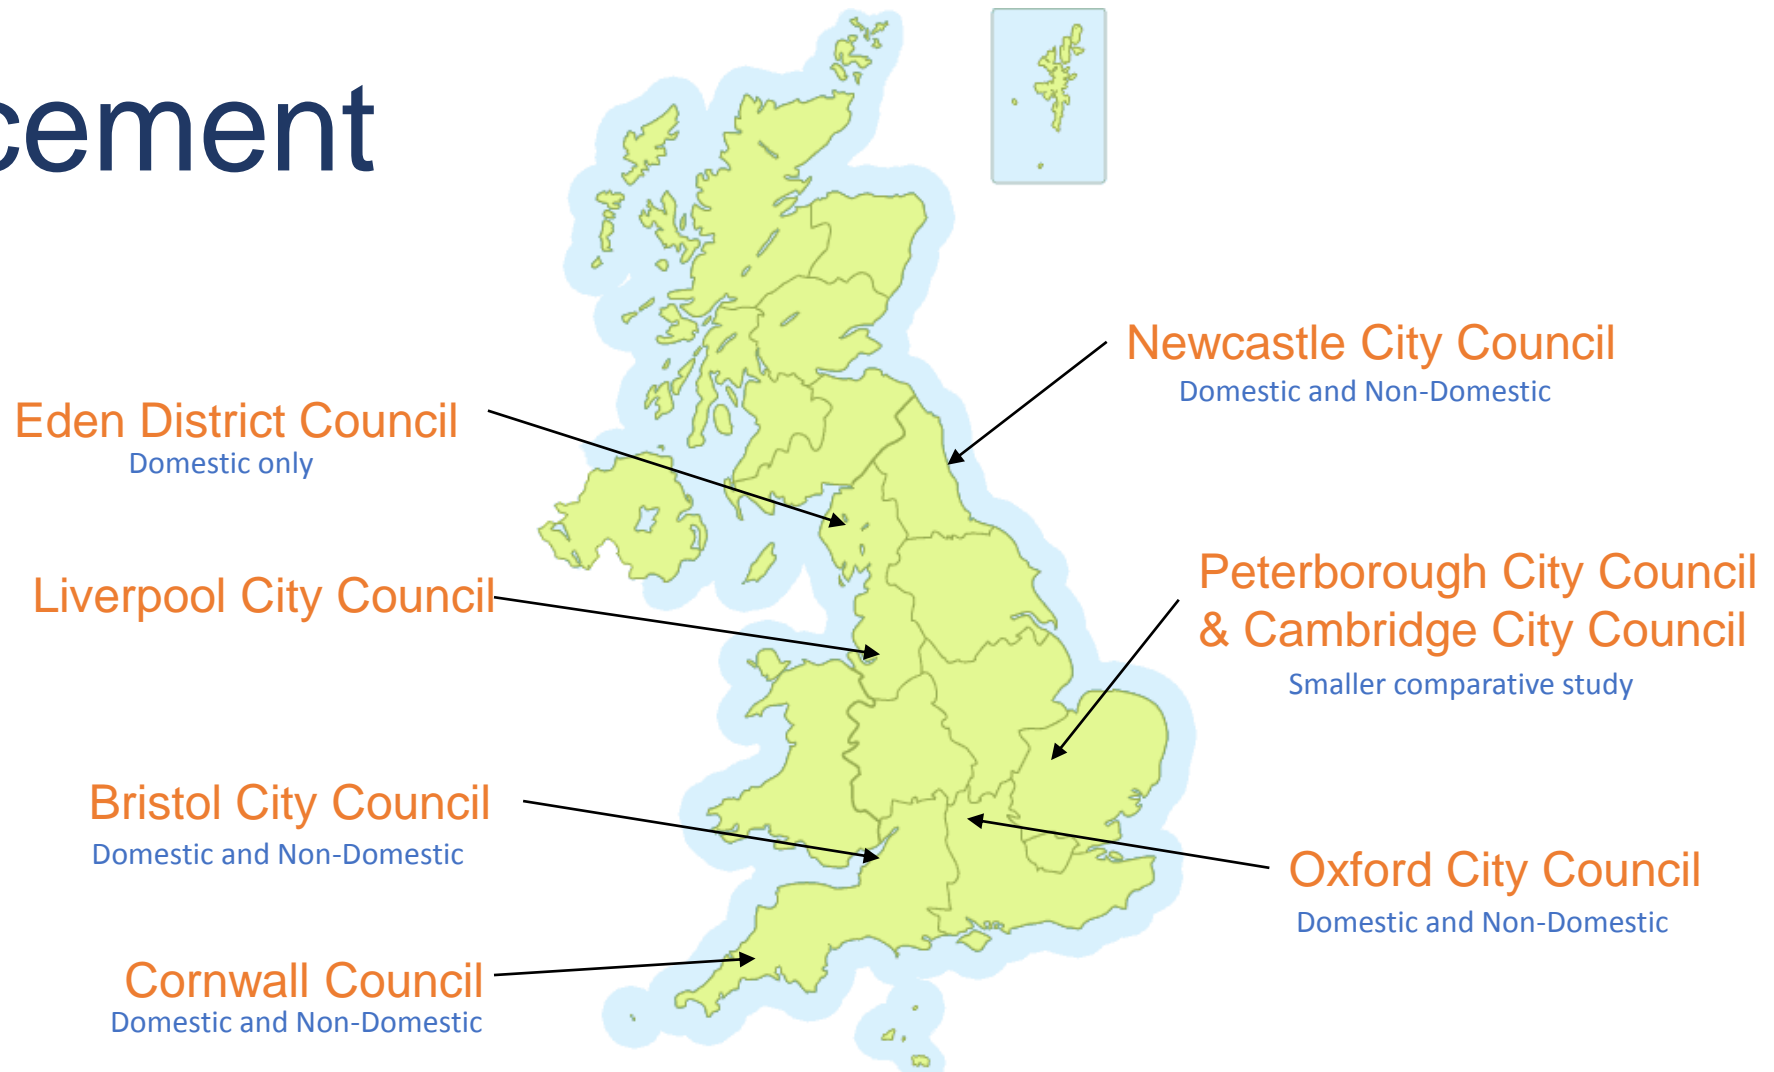 cement
Newcastle City Council
Domestic and Non-Domestic
Eden District Council
Domestic only
Liverpool City Council
Peterborough City Council
& Cambridge City Council
Smaller comparative study
Bristol City Council
Domestic and Non-Domestic
Oxford City Council
Domestic and Non-Domestic
Cornwall Council
Domestic and Non-Domestic